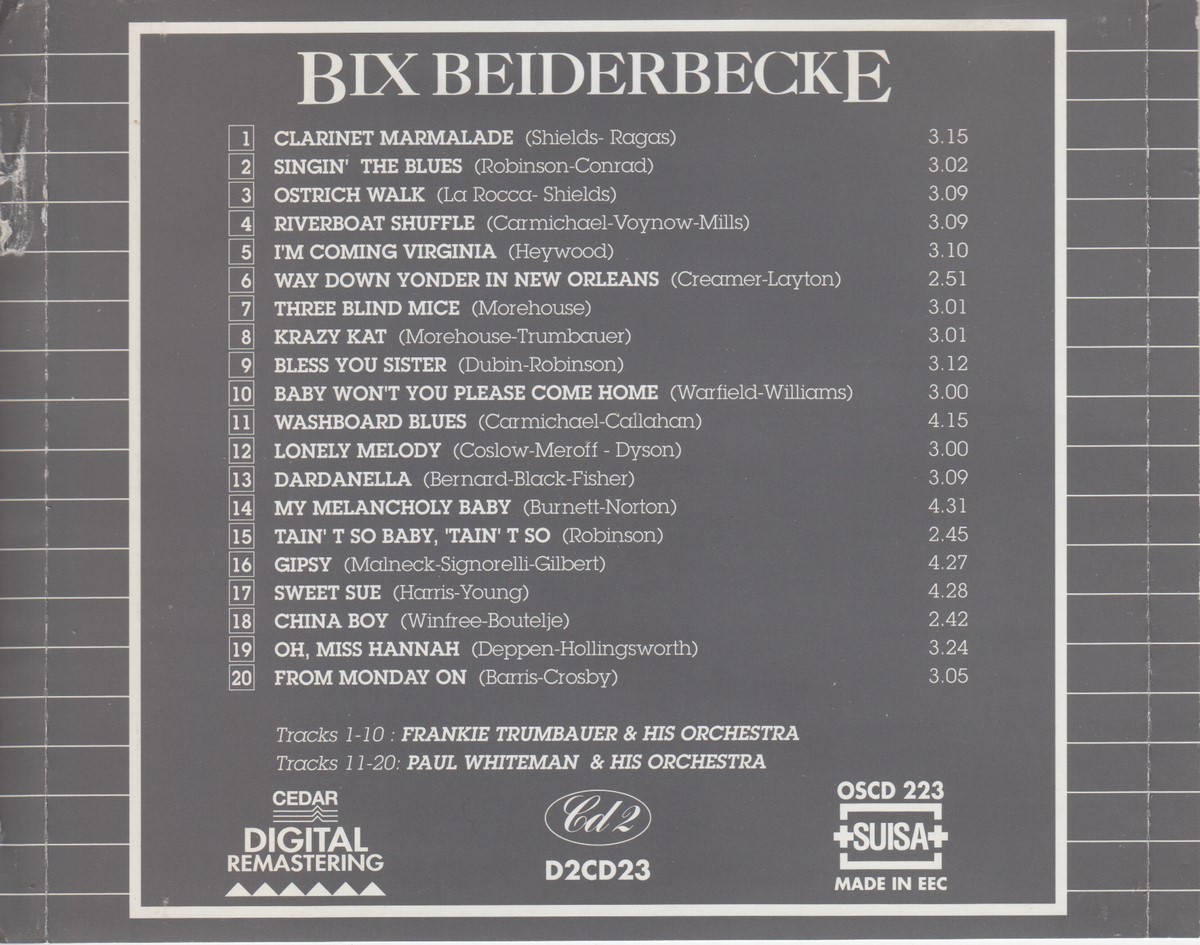 BIX BEIDERBECKE
1 CLARINET MARMALADE (Shields- Ragas) 3.15
2 SINGIN' THE BLUES (Robinson-Conrad) 3.02
3 OSTRICH WALK (La Rocca- Shields) 3.09
4 RIVERBOAT SHUFFLE (Carmichael-Voynow-Mills) 3.09
5 I'M COMING VIRGINIA (Heywood) 3.10
6 WAY DOWN YONDER IN NEW ORLEANS (Creamer-Layton) 2.51
7 THREE BLIND MICE (Morehouse) 3.01
8 KRAZY KAT (Morehouse-Trumbauer) 3.01
9 BLESS YOU SISTER (Dubin-Robinson) 3.12
10 BABY WON'T YOU PLEASE COME HOME (Warfield-Williams) 3.00
11 WASHBOARD BLUES (Carmichael-Callahan) 4.15
12 LONELY MELODY (Coslow-Meroff - Dyson) 3.00
13 DARDANELLA (Bernard-Black-Fisher) 3.09
14 MY MELANCHOLY BABY (Burnett-Norton) 4.31
15 TAIN' T SO BABY, 'TAIN' T SO (Robinson) 2.45
16 GIPSY (Malneck-Signorelli-Gilbert) 4.27
17 SWEET SUE (Harris-Young) 4.28
18 CHINA BOY (Winfree-Boutelje) 2.42
19 OH, MISS HANNAH (Deppen-Hollingsworth) 3.24
20 FROM MONDAY ON (Barris-Crosby) 3.05
Tracks 1-10 : FRANKIE TRUMBAUER & HIS ORCHESTRA
Tracks 11-20: PAUL WHITEMAN & HIS ORCHESTRA
CEDAR
DIGITAL
REMASTERING
Cd2
D2CD23
OSCD 223
SUISA
MADE IN EEC